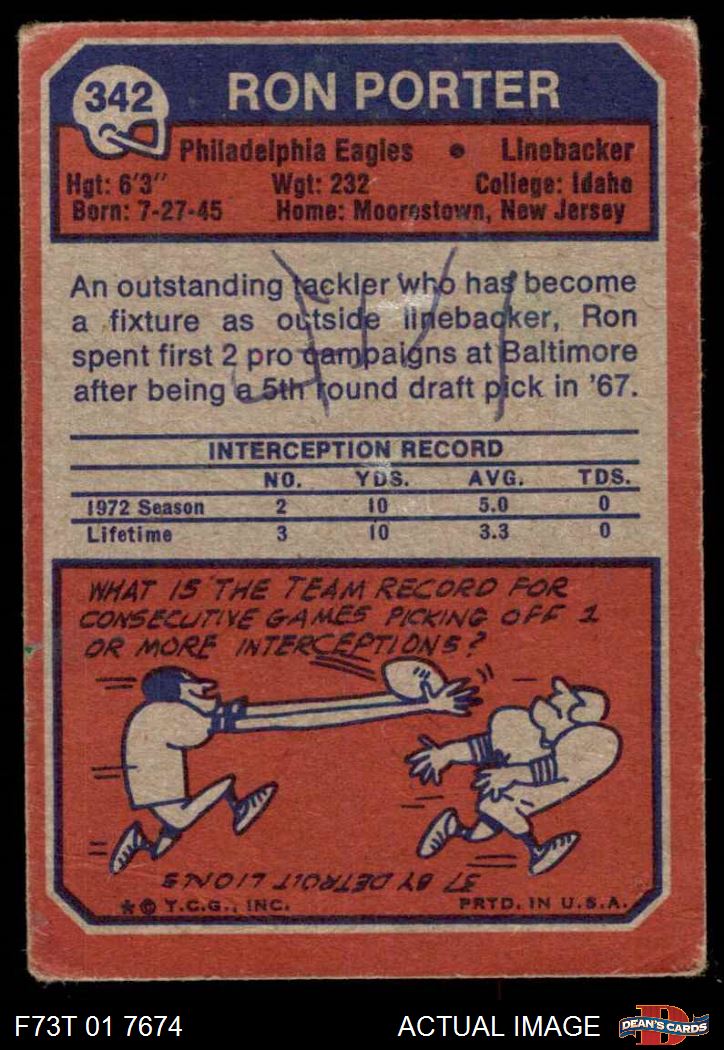 342
RON PORTER
Philadelphia Eagles • Linebacker
Hgt: 6'3" Wgt: 232 College: Idaho
Born: 7-27-45 Home: Moorestown, New Jersey
An outstanding tackler who has become
a fixture as outside linebacker, Ron
spent first 2 pro campaigns at Baltimore
after being a 5th round draft pick in '67.
INTERCEPTION RECORD
NO. YDS. AVG. TDS.
1972 Season 2 10 5.0 0
Lifetime 3 10 3.3 0
WHAT IS THE TEAM RECORD FOR
CONSECUTIVE GAMES PICKING OFF 1
OR MORE INTERCEPTIONS?
37 BY DETROIT LIONS
* © T.C.G., INC. PRTD. IN U.S.A.
F73T 01 7674 ACTUAL IMAGE
D
DEAN'S CARDS